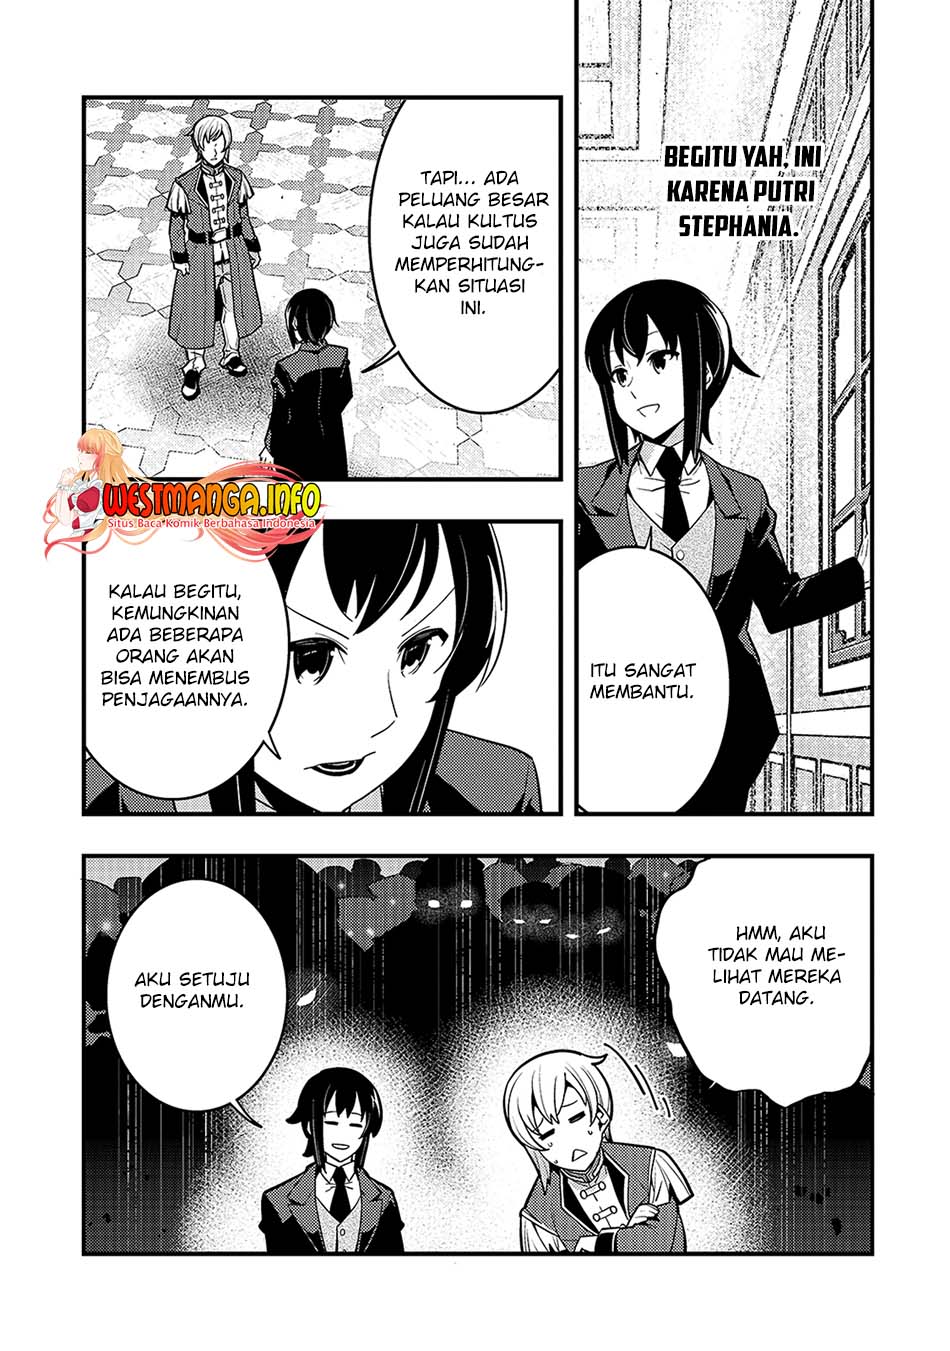 BEGITU YAH, INI
KARENA PUTRI
STEPHANIA.
ITU SANGAT
MEMBANTU.
TAPI... ADA
PELUANG BESAR
KALAU KULTUS
JUGA SUDAH
MEMPERHITUNG-
KAN SITUASI
INI.
WESTMANGA.INFO
Situs Baca Komik Berbahasa Indonesia
KALAU BEGITU,
KEMUNGKINAN
ADA BEBERAPA
ORANG AKAN
BISA MENEMBUS
PENJAGAANNYA.
HMM, AKU
TIDAK MAU ME-
LIHAT MEREKA
DATANG.
AKU SETUJU
DENGANMU.